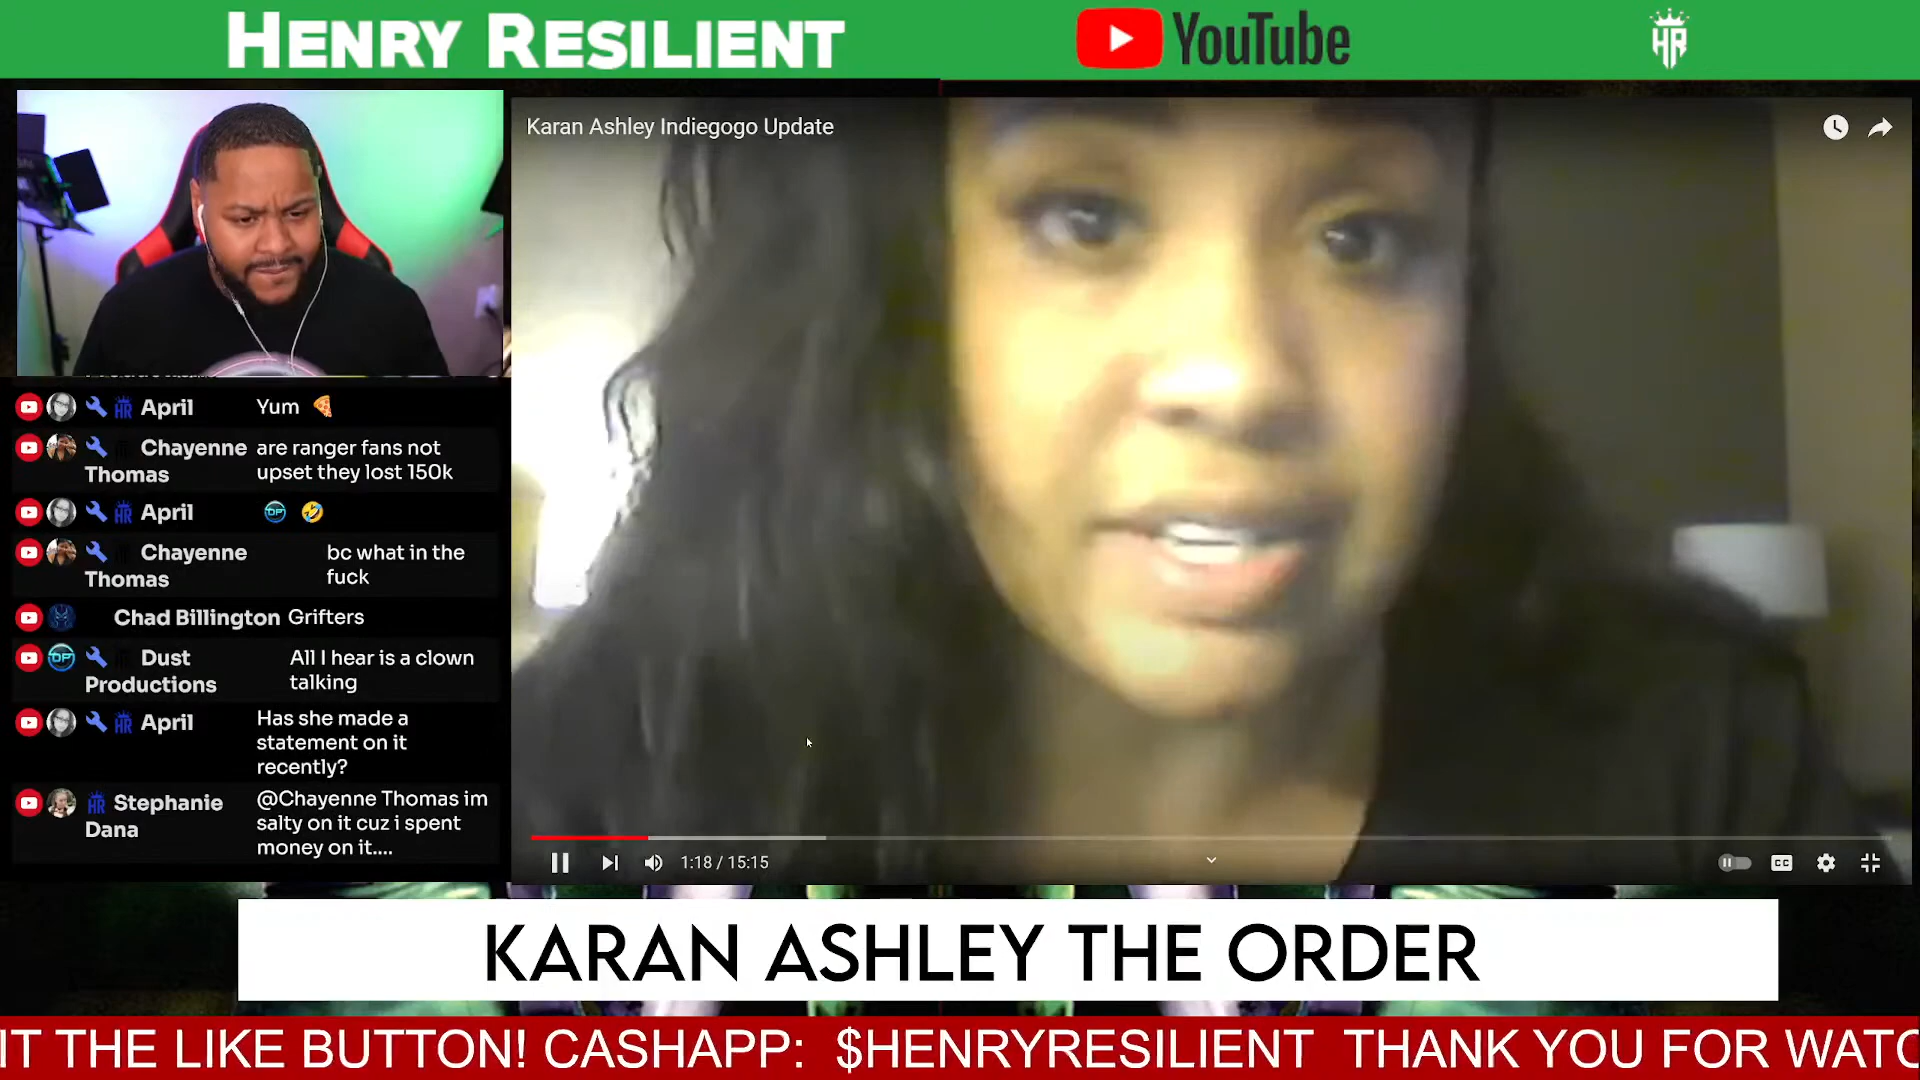 HENRY RESILIENT
YouTube
HR
Karan Ashley Indiegogo Update
April Yum 🍕
Chayenne Thomas are ranger fans not
upset they lost 150k
April DP 🤣
Chayenne Thomas bc what in the
fuck
Chad Billington Grifters
Dust Productions All I hear is a clown
talking
April Has she made a
statement on it
recently?
Stephanie Dana @Chayenne Thomas im
salty on it cuz i spent
money on it....
1:18 / 15:15
CC
KARAN ASHLEY THE ORDER
IT THE LIKE BUTTON! CASHAPP: $HENRYRESILIENT THANK YOU FOR WATC